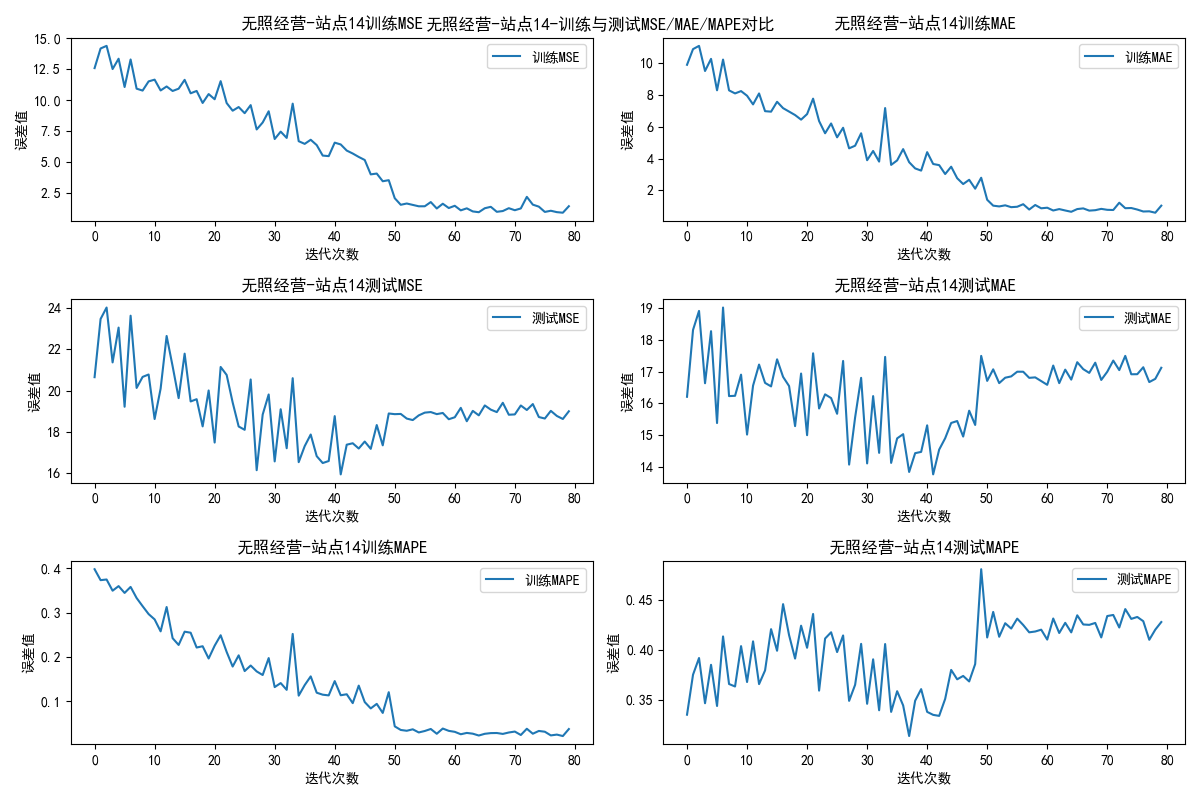 无照经营-站点14-训练与测试MSE/MAE/MAPE对比
无照经营-站点14训练MSE
训练MSE
误差值
15.0
12.5
10.0
7.5
5.0
2.5
0 10 20 30 40 50 60 70 80
迭代次数
无照经营-站点14训练MAE
训练MAE
误差值
10
8
6
4
2
0 10 20 30 40 50 60 70 80
迭代次数
无照经营-站点14测试MSE
测试MSE
误差值
24
22
20
18
16
0 10 20 30 40 50 60 70 80
迭代次数
无照经营-站点14测试MAE
测试MAE
误差值
19
18
17
16
15
14
0 10 20 30 40 50 60 70 80
迭代次数
无照经营-站点14训练MAPE
训练MAPE
误差值
0.4
0.3
0.2
0.1
0 10 20 30 40 50 60 70 80
迭代次数
无照经营-站点14测试MAPE
测试MAPE
误差值
0.45
0.40
0.35
0 10 20 30 40 50 60 70 80
迭代次数